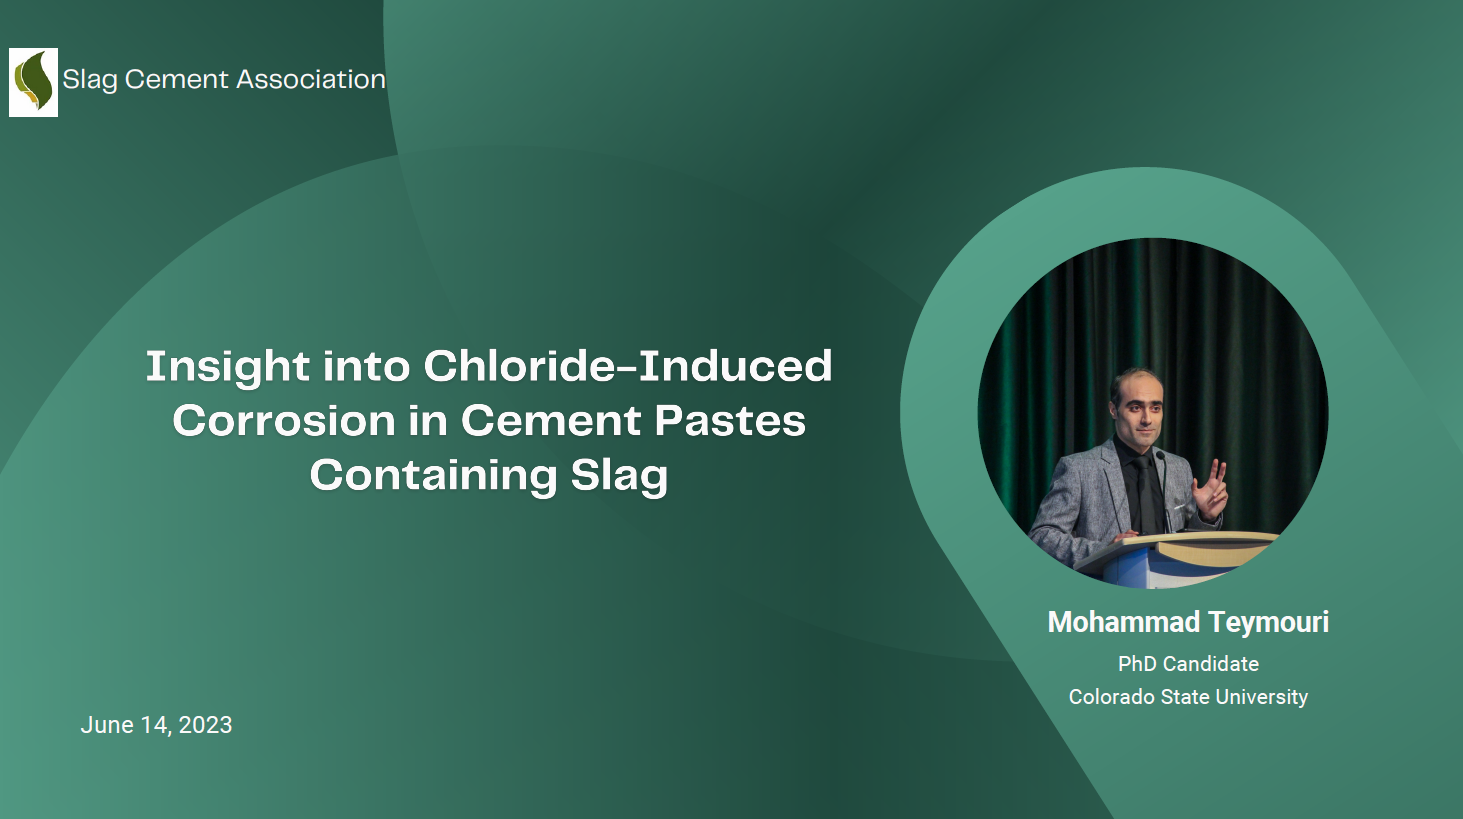 Slag Cement Association
Insight into Chloride-Induced
Corrosion in Cement Pastes
Containing Slag
Mohammad Teymouri
PhD Candidate
Colorado State University
June 14, 2023